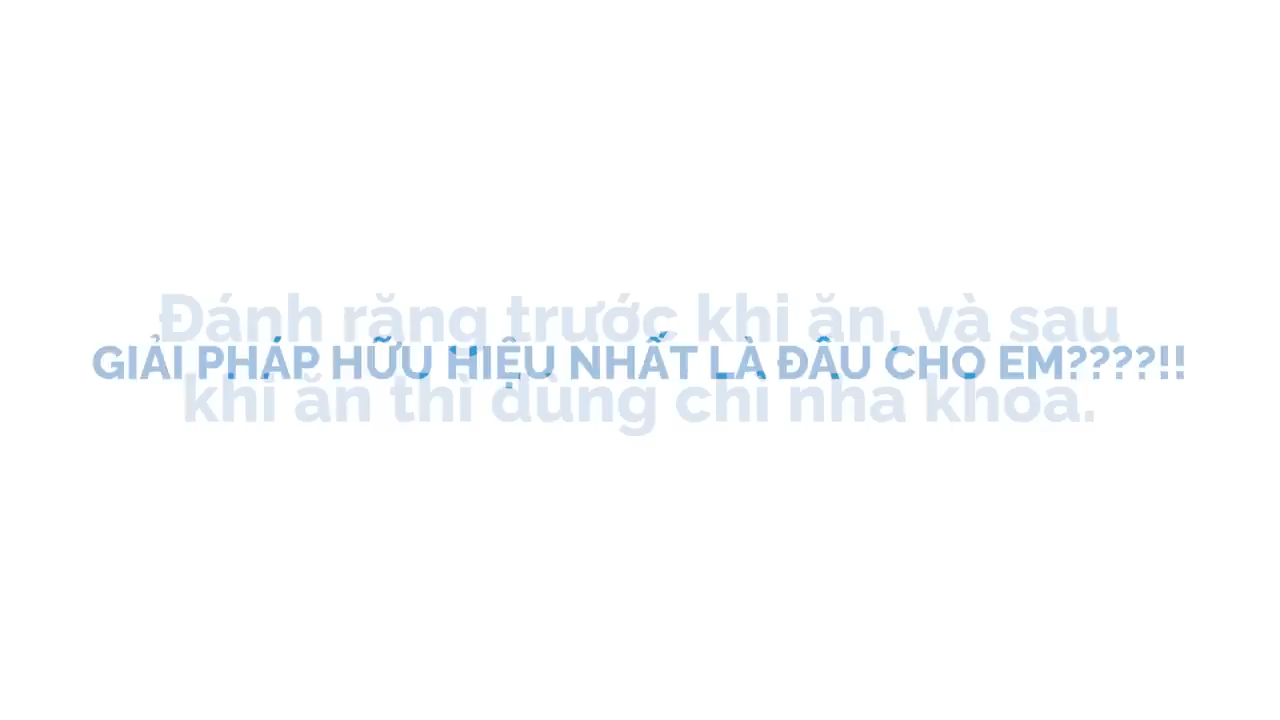 Đánh răng trước khi ăn, và sau
GIẢI PHÁP HỮU HIỆU NHẤT LÀ ĐÂU CHO EM????!!
khi ăn thì dùng chỉ nha khoa.